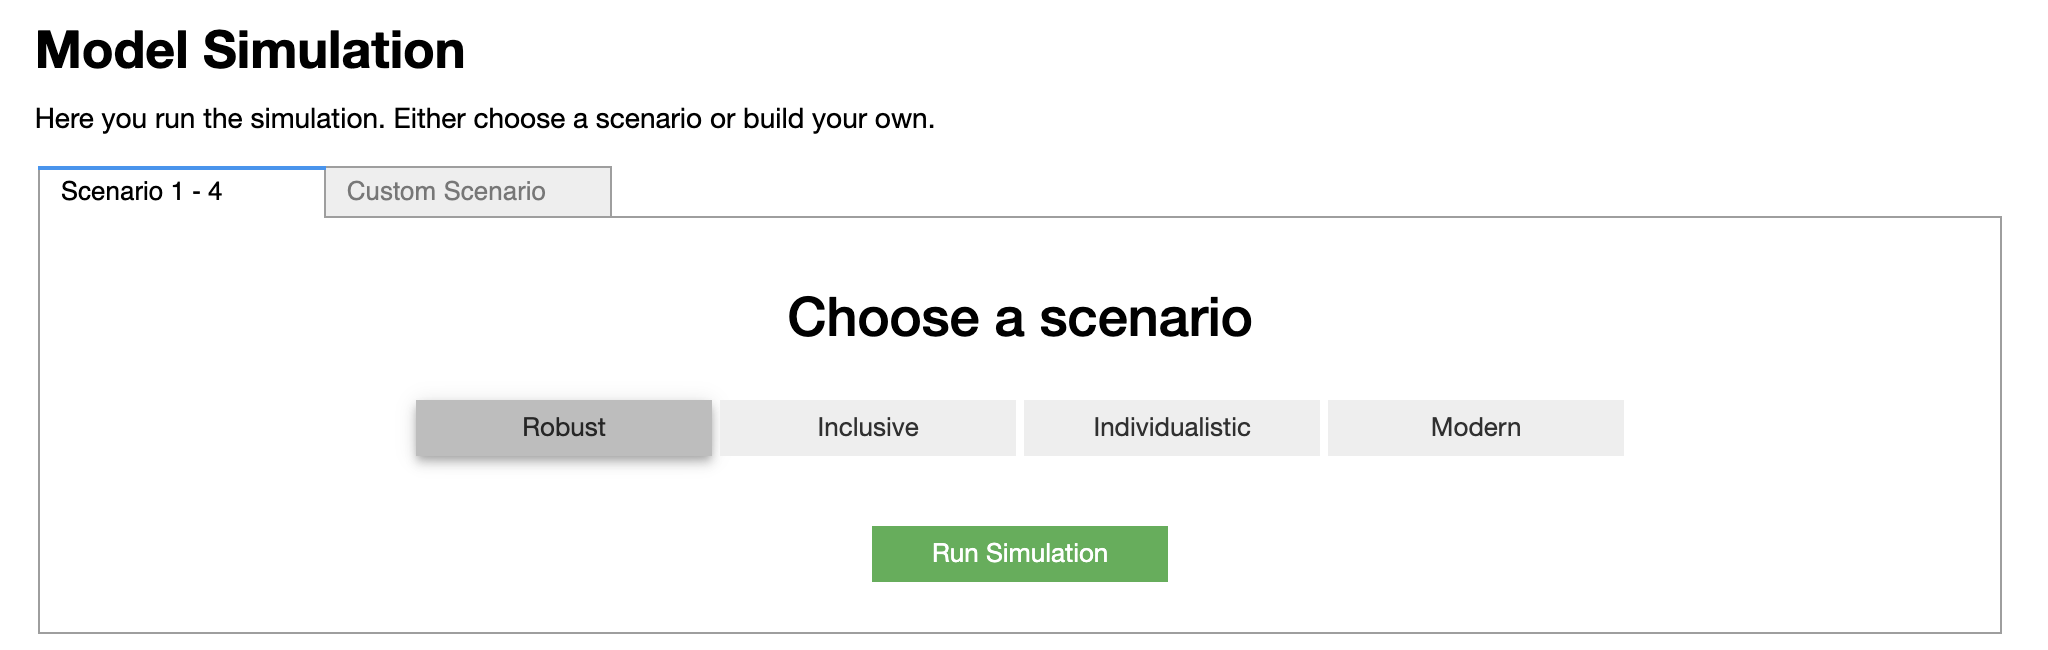 Model Simulation
Here you run the simulation. Either choose a scenario or build your own.
Scenario 1 - 4
Custom Scenario
Choose a scenario
Robust
Inclusive
Individualistic
Modern
Run Simulation